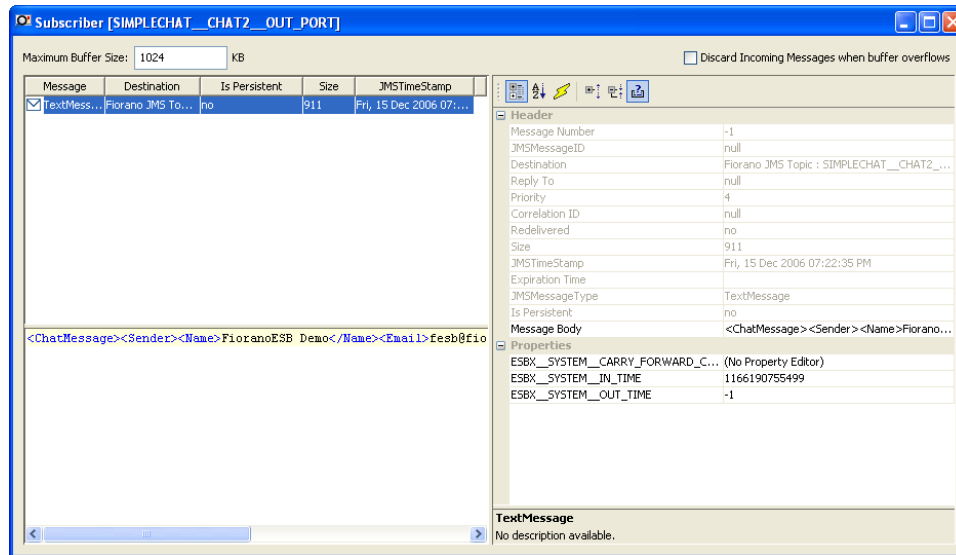 Subscriber [SIMPLECHAT__CHAT2__OUT_PORT]
Maximum Buffer Size: 1024 KB Discard Incoming Messages when buffer overflows
Message Destination Is Persistent Size JMSTimeStamp
TextMess... Fiorano JMS To... no 911 Fri, 15 Dec 2006 07:...
<ChatMessage><Sender><Name>FioranoESB Demo</Name><Email>fesb@fio
Header
Message Number -1
JMSMessageID null
Destination Fiorano JMS Topic : SIMPLECHAT__CHAT2_...
Reply To null
Priority 4
Correlation ID null
Redelivered no
Size 911
JMSTimeStamp Fri, 15 Dec 2006 07:22:35 PM
Expiration Time
JMSMessageType TextMessage
Is Persistent no
Message Body <ChatMessage><Sender><Name>Fiorano...
Properties
ESBX__SYSTEM__CARRY_FORWARD_C... (No Property Editor)
ESBX__SYSTEM__IN_TIME 1166190755499
ESBX__SYSTEM__OUT_TIME -1
TextMessage
No description available.